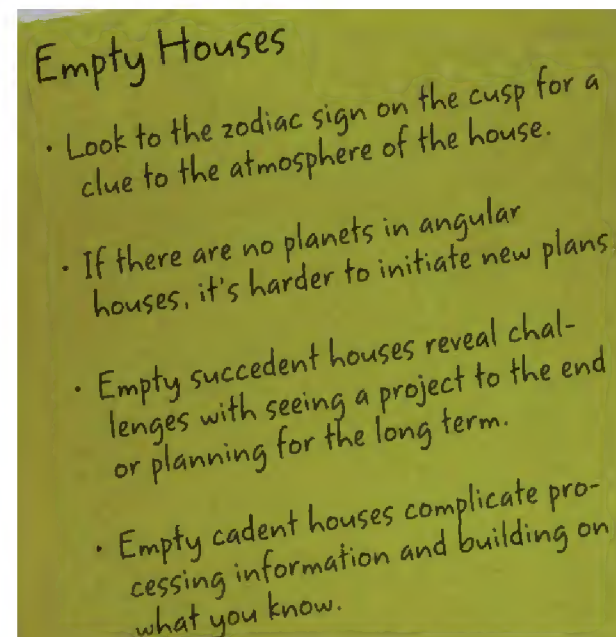 Empty Houses
· Look to the zodiac sign on the cusp for a
clue to the atmosphere of the house.
· If there are no planets in angular
houses, it's harder to initiate new plans.
· Empty succedent houses reveal chal-
lenges with seeing a project to the end
or planning for the long term.
· Empty cadent houses complicate pro-
cessing information and building on
what you know.